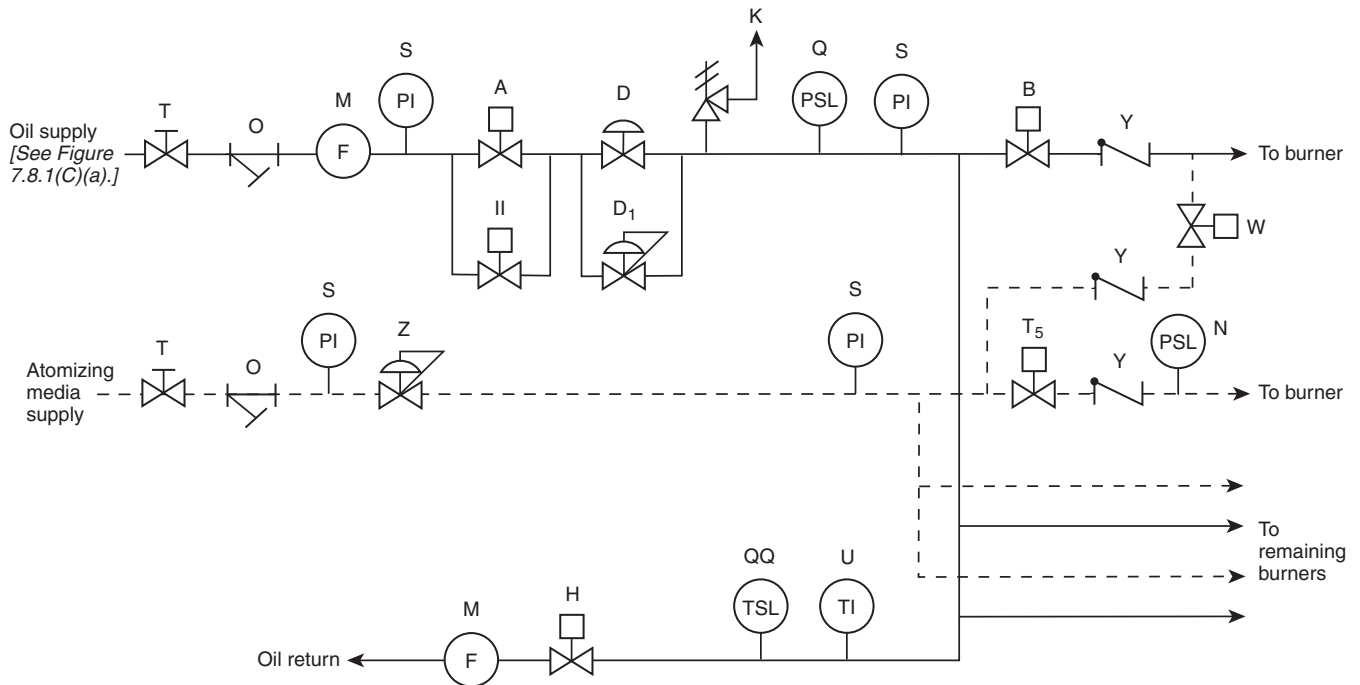 K
S
Q
S
M
A
D
B
T
PI
PSL
PI
Y
O
Oil supply
[See Figure
7.8.1(C)(a).]
F
To burner
II
D1
W
Y
S
S
T5
Z
N
T
PI
PI
PSL
O
Atomizing
media
supply
Y
To burner
To
remaining
burners
QQ
U
H
M
TSL
TI
Oil return
F